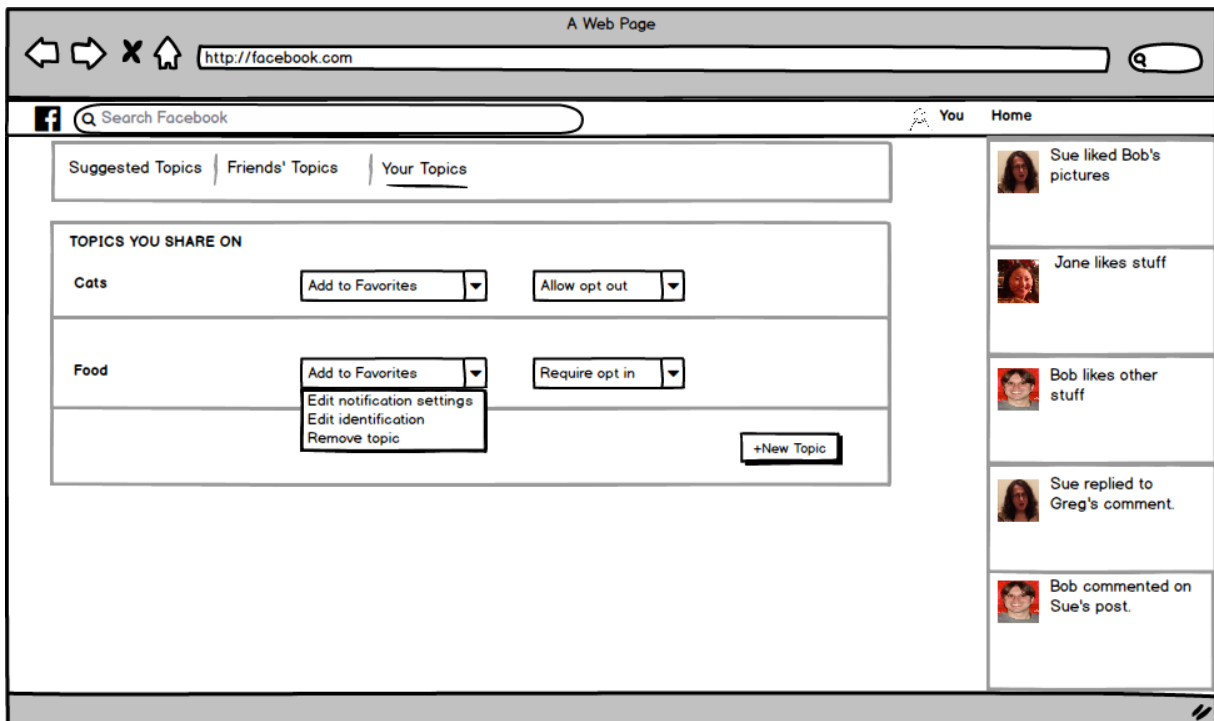 A Web Page
http://facebook.com
f Search Facebook You Home
Suggested Topics Friends' Topics Your Topics
TOPICS YOU SHARE ON
Cats Add to Favorites Allow opt out
Food Add to Favorites Require opt in
Edit notification settings
Edit identification
Remove topic
+New Topic
Sue liked Bob's
pictures
Jane likes stuff
Bob likes other
stuff
Sue replied to
Greg's comment.
Bob commented on
Sue's post.